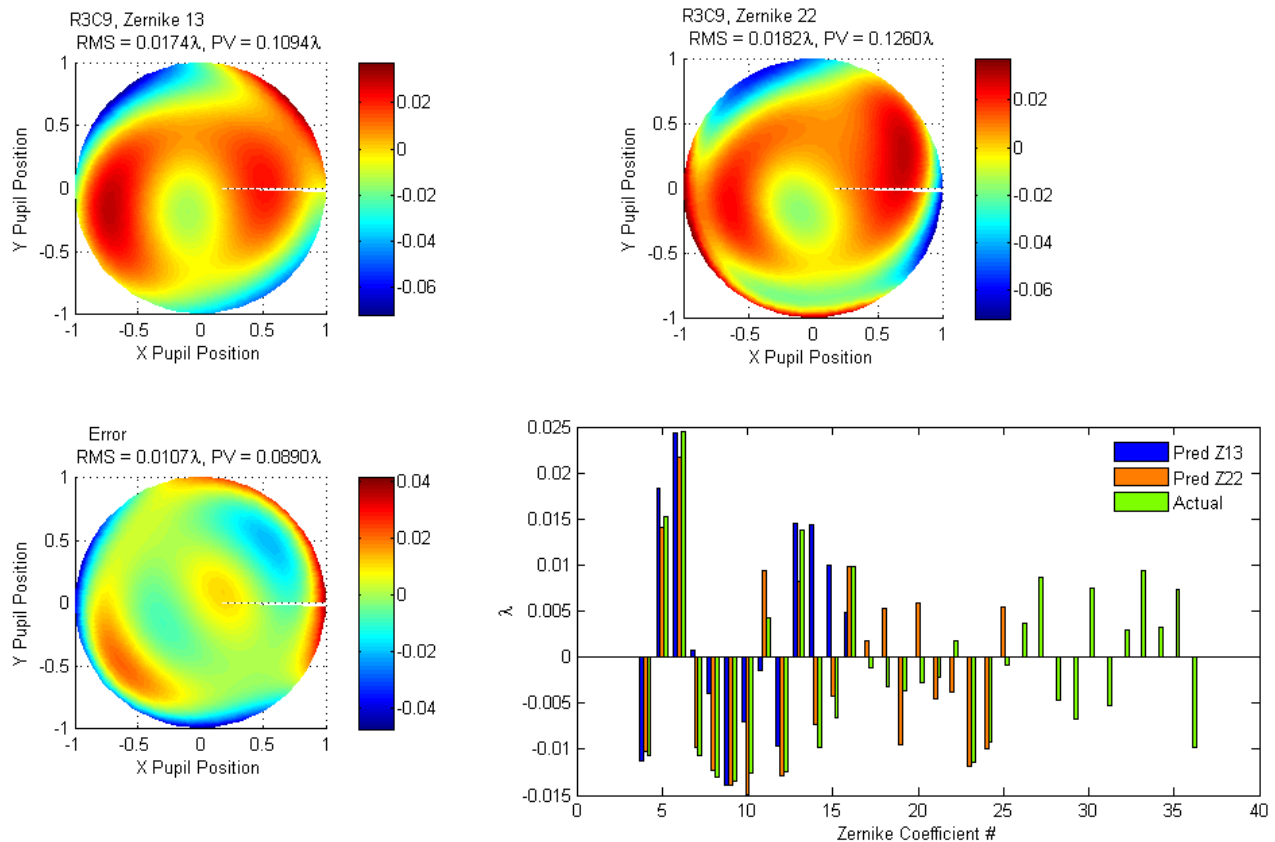 R3C9, Zernike 13
RMS = 0.0174λ, PV = 0.1094λ
1
0.5
0
-0.5
-1
Y Pupil Position
-1 -0.5 0 0.5 1
X Pupil Position
0.02
0
-0.02
-0.04
-0.06
R3C9, Zernike 22
RMS = 0.0182λ, PV = 0.1260λ
1
0.5
0
-0.5
-1
Y Pupil Position
-1 -0.5 0 0.5 1
X Pupil Position
0.02
0
-0.02
-0.04
-0.06
Error
RMS = 0.0107λ, PV = 0.0890λ
1
0.5
0
-0.5
-1
Y Pupil Position
-1 -0.5 0 0.5 1
X Pupil Position
0.04
0.02
0
-0.02
-0.04
0.025
0.02
0.015
0.01
0.005
0
-0.005
-0.01
-0.015
λ
0 5 10 15 20 25 30 35 40
Zernike Coefficient #
Pred Z13
Pred Z22
Actual